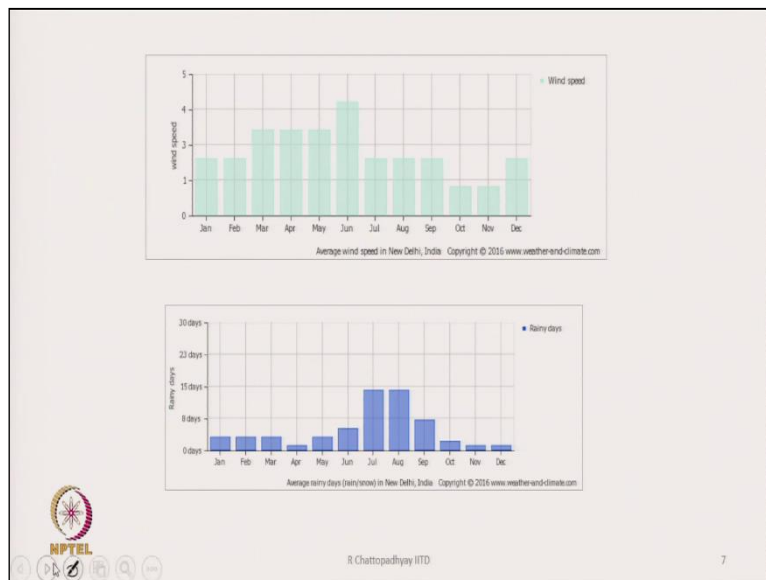 5
Wind speed
4
wind speed
3
1
0
Jan Feb Mar Apr May Jun Jul Aug Sep Oct Nov Dec
Average wind speed in New Delhi, India Copyright © 2016 www.weather-and-climate.com
30 days
Rainy days
23 days
Rainy days
15 days
8 days
0 days
Jan Feb Mar Apr May Jun Jul Aug Sep Oct Nov Dec
Average rainy days (rain/snow) in New Delhi, India Copyright © 2016 www.weather-and-climate.com
NPTEL
R Chattopadhyay IITD 7